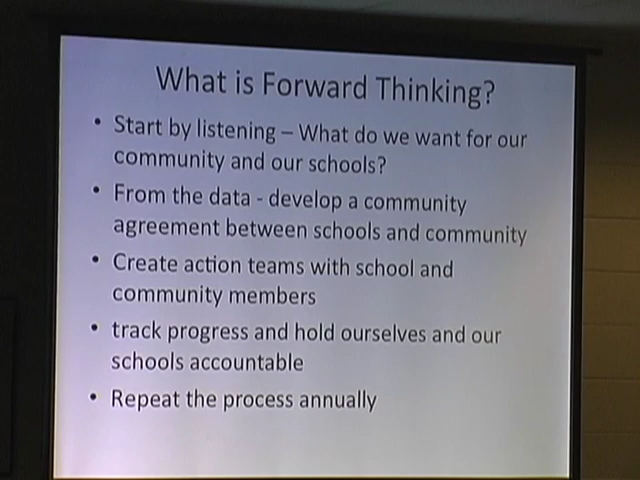 What is Forward Thinking?
• Start by listening – What do we want for our
community and our schools?
• From the data - develop a community
agreement between schools and community
• Create action teams with school and
community members
• track progress and hold ourselves and our
schools accountable
• Repeat the process annually